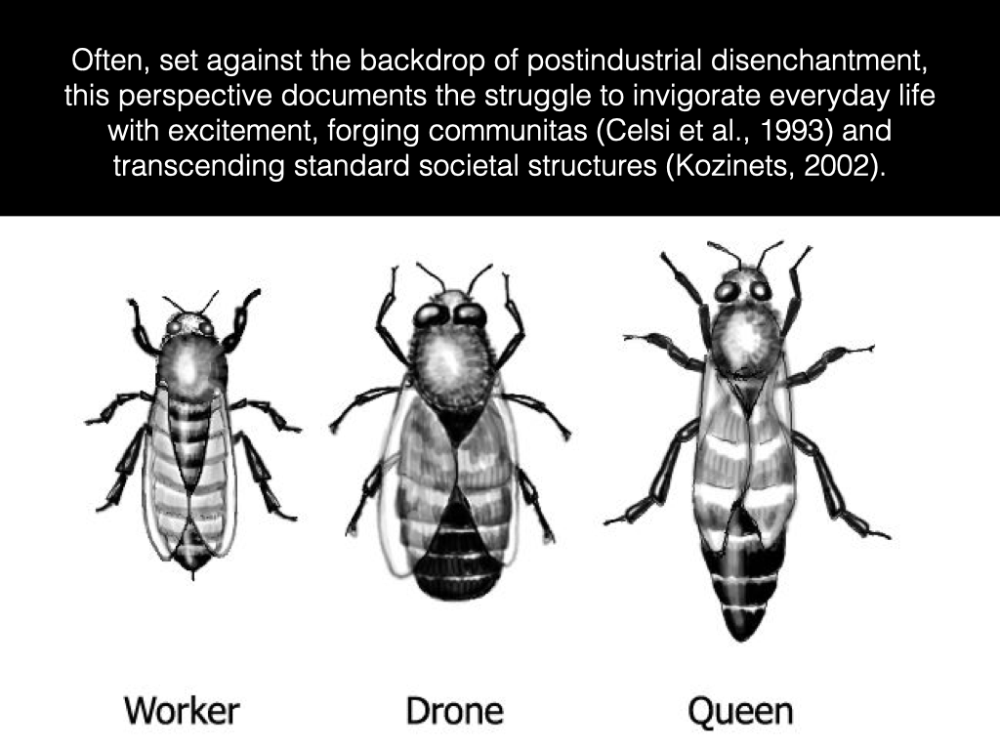 Often, set against the backdrop of postindustrial disenchantment,
this perspective documents the struggle to invigorate everyday life
with excitement, forging communitas (Celsi et al., 1993) and
transcending standard societal structures (Kozinets, 2002).
Worker Drone Queen